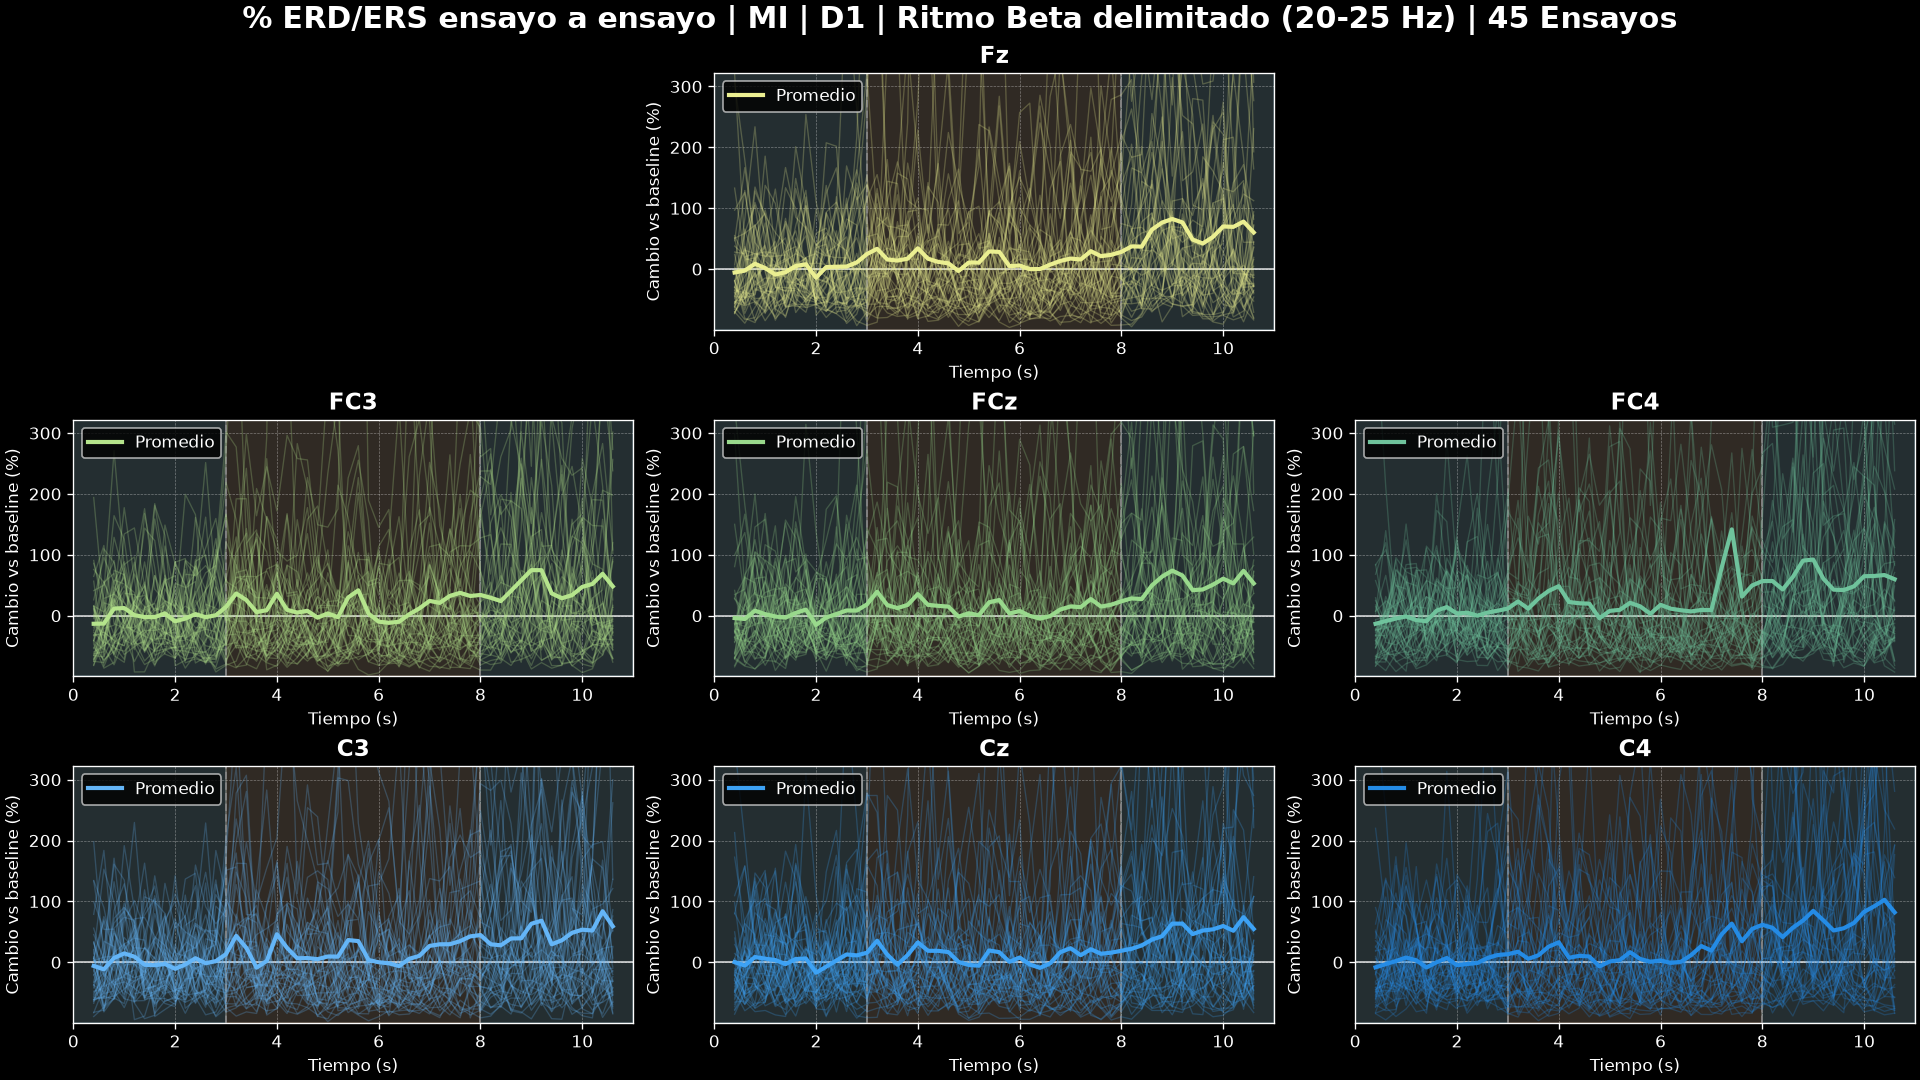 % ERD/ERS ensayo a ensayo | MI | D1 | Ritmo Beta delimitado (20-25 Hz) | 45 Ensayos
Fz
Promedio
Cambio vs baseline (%)
300
200
100
0
0 2 4 6 8 10
Tiempo (s)
FC3
Promedio
Cambio vs baseline (%)
300
200
100
0
0 2 4 6 8 10
Tiempo (s)
FCz
Promedio
Cambio vs baseline (%)
300
200
100
0
0 2 4 6 8 10
Tiempo (s)
FC4
Promedio
Cambio vs baseline (%)
300
200
100
0
0 2 4 6 8 10
Tiempo (s)
C3
Promedio
Cambio vs baseline (%)
300
200
100
0
0 2 4 6 8 10
Tiempo (s)
Cz
Promedio
Cambio vs baseline (%)
300
200
100
0
0 2 4 6 8 10
Tiempo (s)
C4
Promedio
Cambio vs baseline (%)
300
200
100
0
0 2 4 6 8 10
Tiempo (s)